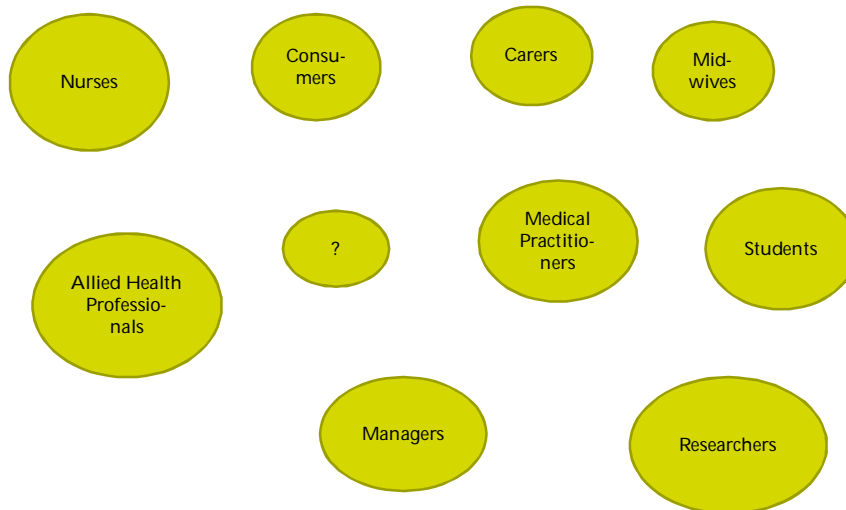 Nurses
Consu-
mers
Carers
Mid-
wives
Allied Health
Professio-
nals
?
Medical
Practitio-
ners
Students
Managers
Researchers